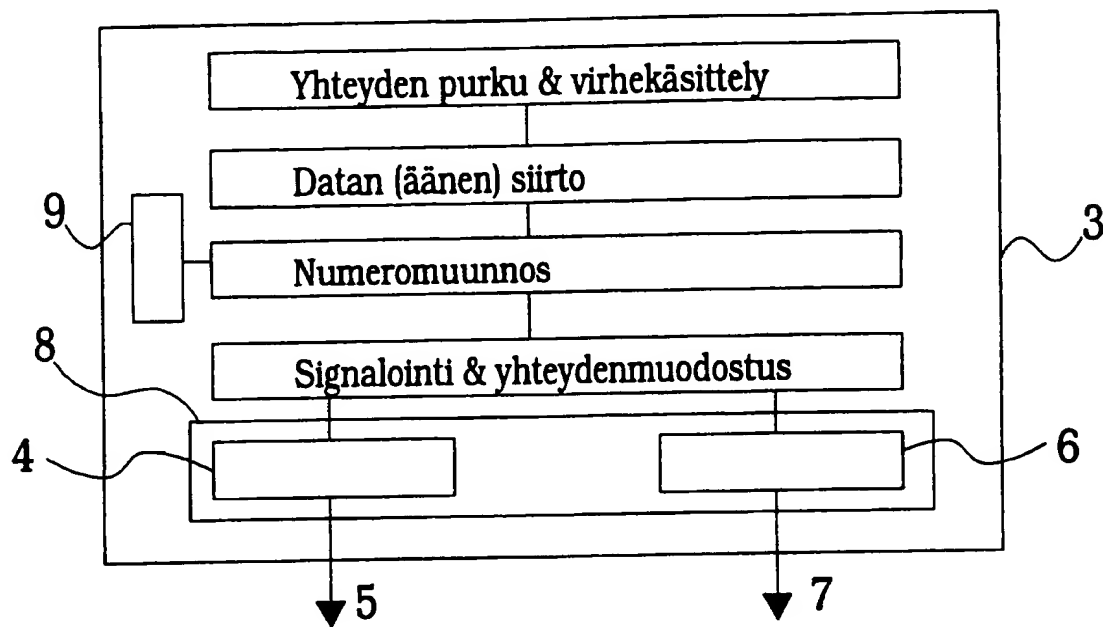 Yhteyden purku & virhekäsittely
Datan (äänen) siirto
9
3
Numeromuunnos
8
Signalointi & yhteydenmuodostus
4
6
5
7